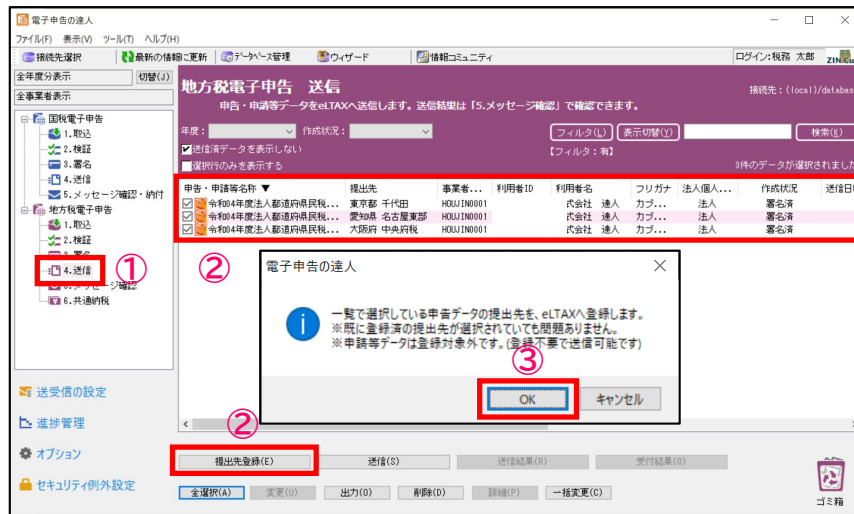 電子申告の達人
ファイル(F) 表示(V) ツール(T) ヘルプ(H)
接続先選択 最新の情報に更新 データベース管理 ウィザード 情報コミュニティ ログイン:税務 太郎
全年度分表示 切替(J)
全事業者表示
国税電子申告
1.取込
2.検証
3.署名
4.送信
5.メッセージ確認・納付
地方税電子申告
1.取込
2.検証
4.送信
6.共通納税
①
送受信の設定
進捗管理
オプション
セキュリティ例外設定
地方税電子申告 送信
接続先:(local)/databas
申告・申請等データをeLTAXへ送信します。送信結果は「5.メッセージ確認」で確認できます。
年度: 作成状況: フィルタ(L) 表示切替(Y) 検索(K)
送信済データを表示しない 【フィルタ:有】
選択行のみを表示する 3件のデータが選択されました
申告・申請等名称 ▼ 提出先 事業者... 利用者ID 利用者名 フリガナ 法人個人... 作成状況 送信日
令和04年度法人都道府県民税... 東京都 千代田 HOUJIN0001 式会社 達人 カブ... 法人 署名済
令和04年度法人都道府県民税... 愛知県 名古屋東部 HOUJIN0001 式会社 達人 カブ... 法人 署名済
令和04年度法人都道府県民税... 大阪府 中央府税 HOUJIN0001 式会社 達人 カブ... 法人 署名済
②
電子申告の達人
一覧で選択している申告データの提出先を、eLTAXへ登録します。
※既に登録済の提出先が選択されていても問題ありません。
※申請等データは登録対象外です。(登録不要で送信可能です)
③
OK キャンセル
②
提出先登録(E) 送信(S) 送信結果(R) 受付結果(Q)
全選択(A) 変更(U) 出力(O) 削除(D) 詳細(P) 一括変更(C)
ゴミ箱